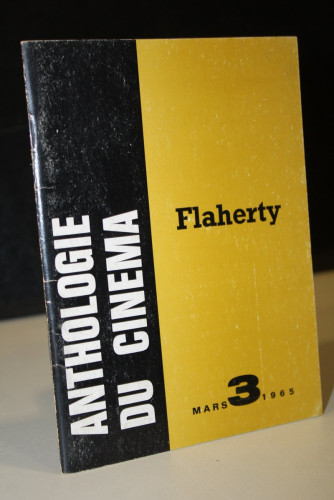 ANTHOLOGIE
DU CINEMA
Flaherty
MARS 3 1965